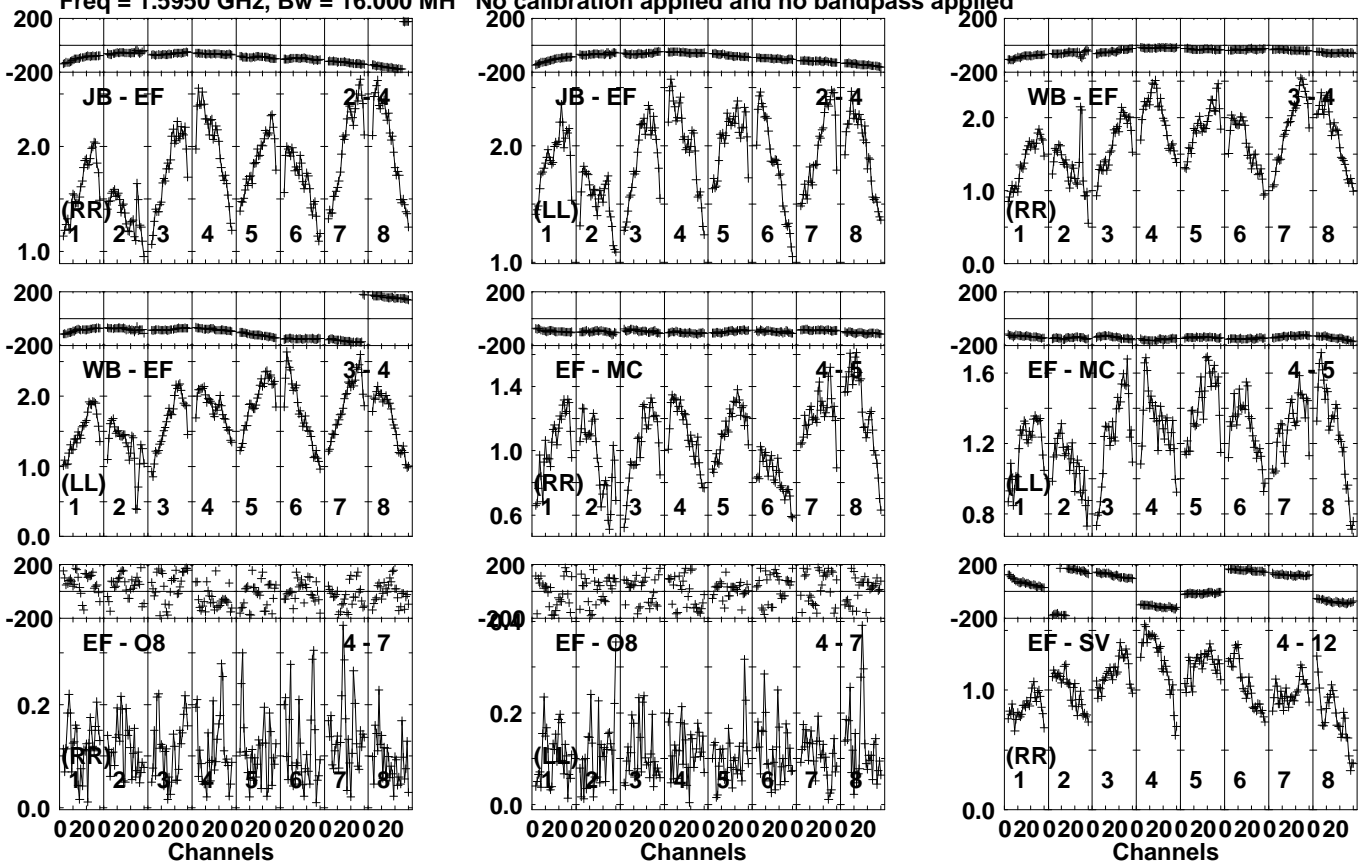 Freq = 1.5950 GHz, Bw = 16.000 MH No calibration applied and no bandpass applied
200
-200
JB - EF 2 - 4
2.0
(RR)
1 2 3 4 5 6 7 8
1.0
200
-200
JB - EF 2 - 4
2.0
(LL)
1 2 3 4 5 6 7 8
1.0
200
-200
WB - EF 3 - 4
2.0
1.0
(RR)
1 2 3 4 5 6 7 8
0.0
200
-200
WB - EF 3 - 4
2.0
1.0
(LL)
1 2 3 4 5 6 7 8
0.0
200
-200
EF - MC 4 - 5
1.4
1.0
(RR)
1 2 3 4 5 6 7 8
0.6
200
-200
EF - MC 4 - 5
1.6
1.2
(LL)
1 2 3 4 5 6 7 8
0.8
200
-200
EF - O8 4 - 7
0.2
(RR)
1 2 3 4 5 6 7 8
0.0
200
-200
0.4
EF - O8 4 - 7
0.2
(LL)
1 2 3 4 5 6 7 8
0.0
200
-200
EF - SV 4 - 12
1.0
(RR)
1 2 3 4 5 6 7 8
0.0
0 20 0 20 0 20 0 20 0 20 0 20 0 20 0 20
Channels
0 20 0 20 0 20 0 20 0 20 0 20 0 20 0 20
Channels
0 20 0 20 0 20 0 20 0 20 0 20 0 20 0 20
Channels